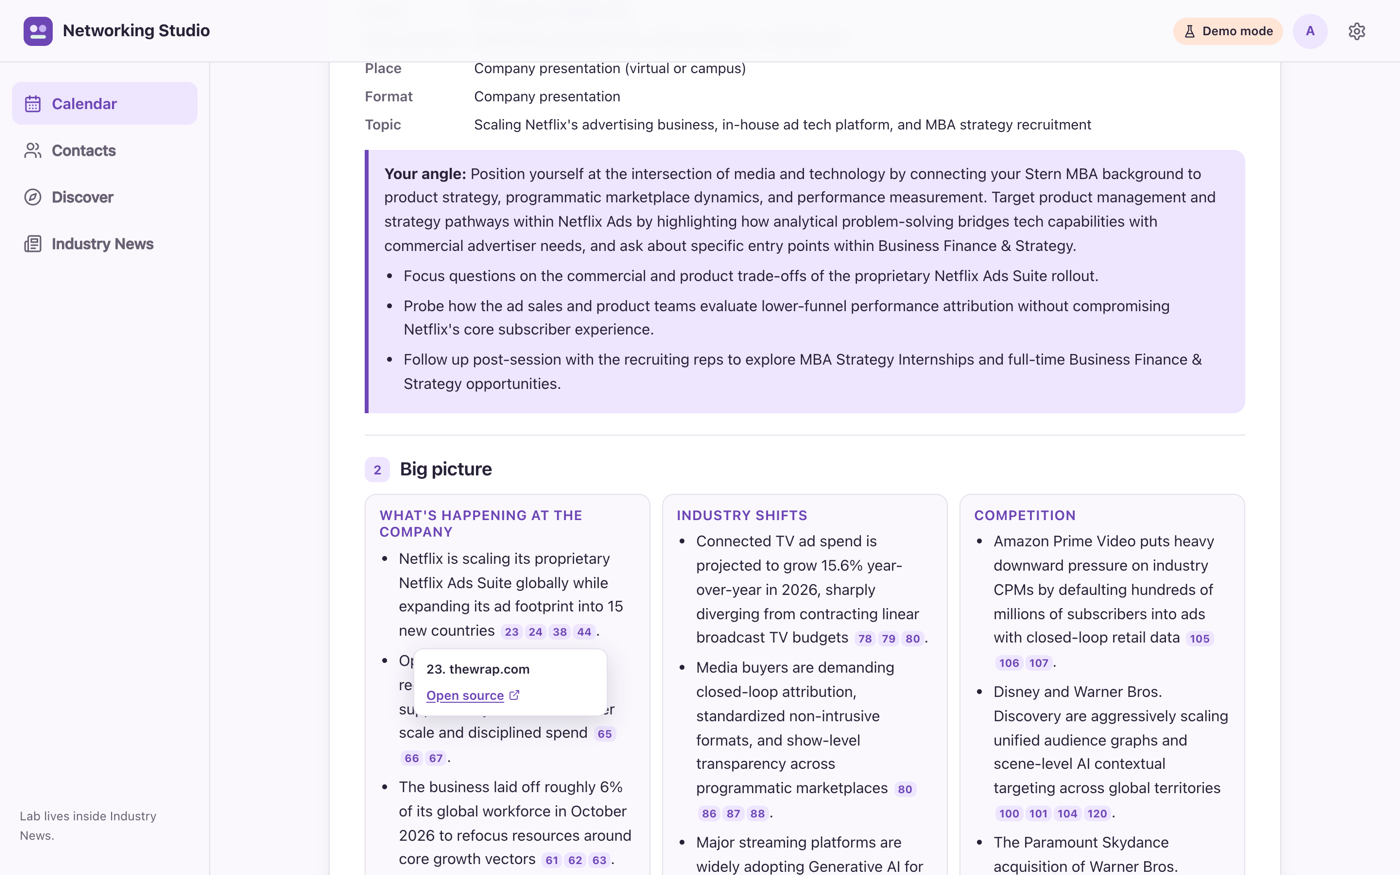 Networking Studio
Demo mode
A
Calendar
Contacts
Discover
Industry News
Lab lives inside Industry
News.
Place Company presentation (virtual or campus)
Format Company presentation
Topic Scaling Netflix's advertising business, in-house ad tech platform, and MBA strategy recruitment
Your angle: Position yourself at the intersection of media and technology by connecting your Stern MBA background to
product strategy, programmatic marketplace dynamics, and performance measurement. Target product management and
strategy pathways within Netflix Ads by highlighting how analytical problem-solving bridges tech capabilities with
commercial advertiser needs, and ask about specific entry points within Business Finance & Strategy.
• Focus questions on the commercial and product trade-offs of the proprietary Netflix Ads Suite rollout.
• Probe how the ad sales and product teams evaluate lower-funnel performance attribution without compromising
Netflix's core subscriber experience.
• Follow up post-session with the recruiting reps to explore MBA Strategy Internships and full-time Business Finance &
Strategy opportunities.
2 Big picture
WHAT'S HAPPENING AT THE
COMPANY
• Netflix is scaling its proprietary
Netflix Ads Suite globally while
expanding its ad footprint into 15
new countries 23 24 38 44 .
23. thewrap.com
Open source
scale and disciplined spend 65
66 67 .
• The business laid off roughly 6%
of its global workforce in October
2026 to refocus resources around
core growth vectors 61 62 63 .
INDUSTRY SHIFTS
• Connected TV ad spend is
projected to grow 15.6% year-
over-year in 2026, sharply
diverging from contracting linear
broadcast TV budgets 78 79 80 .
• Media buyers are demanding
closed-loop attribution,
standardized non-intrusive
formats, and show-level
transparency across
programmatic marketplaces 80
86 87 88 .
• Major streaming platforms are
widely adopting Generative AI for
COMPETITION
• Amazon Prime Video puts heavy
downward pressure on industry
CPMs by defaulting hundreds of
millions of subscribers into ads
with closed-loop retail data 105
106 107 .
• Disney and Warner Bros.
Discovery are aggressively scaling
unified audience graphs and
scene-level AI contextual
targeting across global territories
100 101 104 120 .
• The Paramount Skydance
acquisition of Warner Bros.